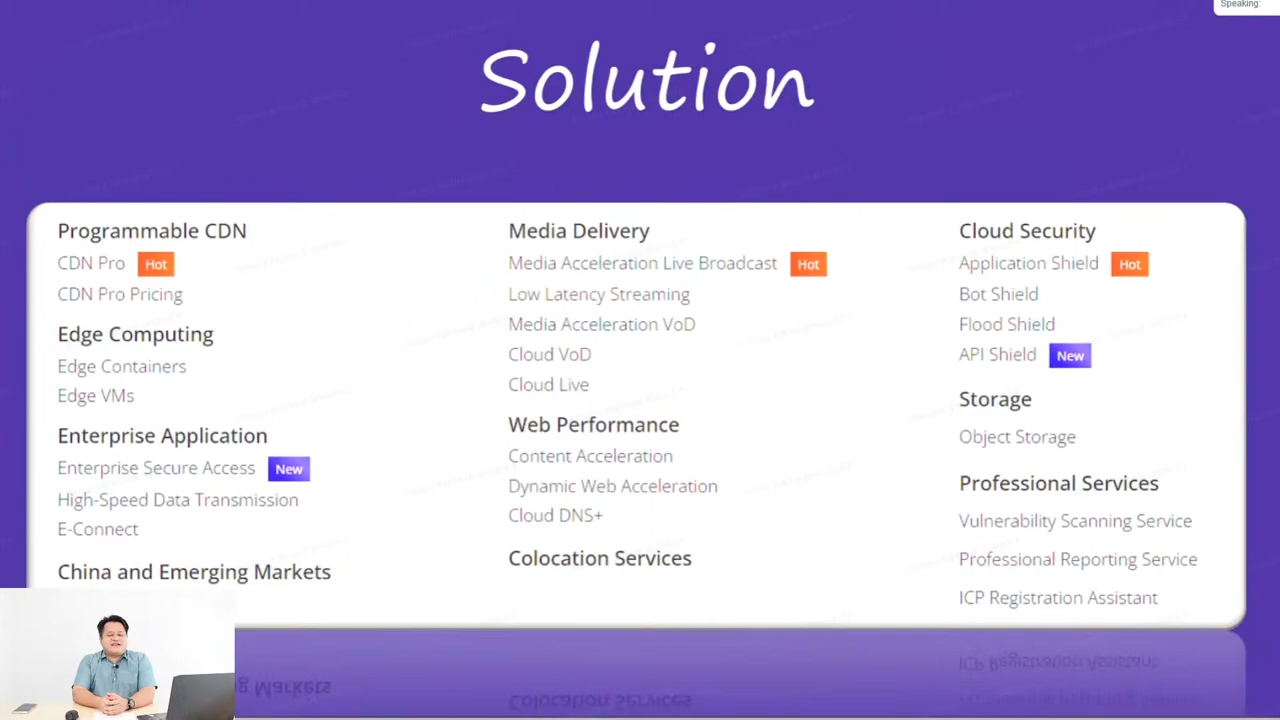 Speaking:
Solution
Programmable CDN
CDN Pro Hot
CDN Pro Pricing
Edge Computing
Edge Containers
Edge VMs
Enterprise Application
Enterprise Secure Access New
High-Speed Data Transmission
E-Connect
China and Emerging Markets
Media Delivery
Media Acceleration Live Broadcast Hot
Low Latency Streaming
Media Acceleration VoD
Cloud VoD
Cloud Live
Web Performance
Content Acceleration
Dynamic Web Acceleration
Cloud DNS+
Colocation Services
Cloud Security
Application Shield Hot
Bot Shield
Flood Shield
API Shield New
Storage
Object Storage
Professional Services
Vulnerability Scanning Service
Professional Reporting Service
ICP Registration Assistant